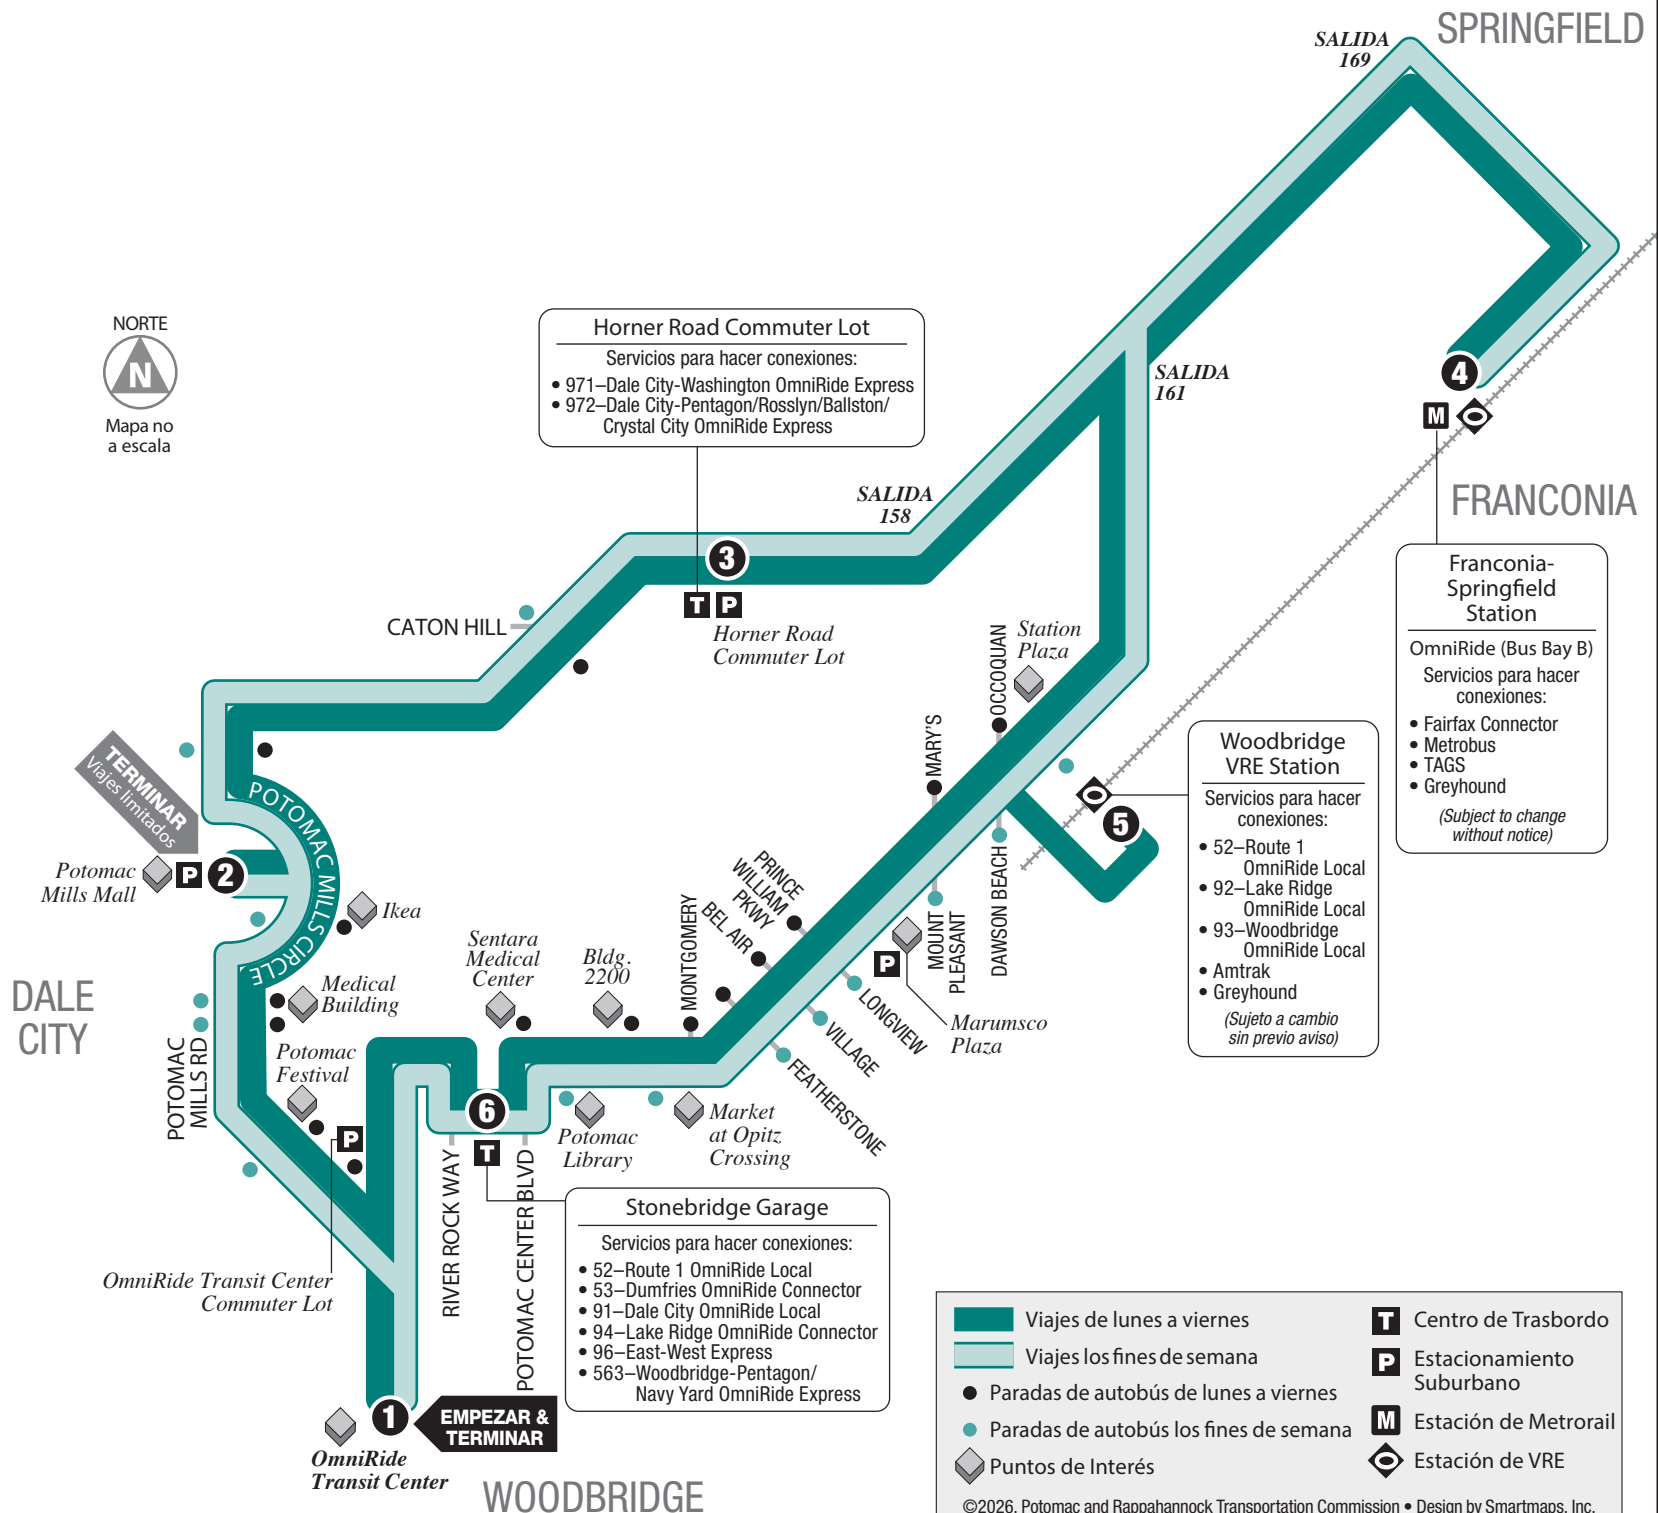 SPRINGFIELD
SALIDA
169
NORTE
N
Mapa no
a escala
Horner Road Commuter Lot
Servicios para hacer conexiones:
• 971–Dale City-Washington OmniRide Express
• 972–Dale City-Pentagon/Rosslyn/Ballston/
Crystal City OmniRide Express
SALIDA
161
4
M
SALIDA
158
FRANCONIA
3
T P
Horner Road
Commuter Lot
CATON HILL
Franconia-
Springfield
Station
OmniRide (Bus Bay B)
Servicios para hacer
conexiones:
• Fairfax Connector
• Metrobus
• TAGS
• Greyhound
(Subject to change
without notice)
Station
Plaza
OCCOQUAN
MARY'S
Woodbridge
VRE Station
Servicios para hacer
conexiones:
• 52–Route 1
OmniRide Local
• 92–Lake Ridge
OmniRide Local
• 93–Woodbridge
OmniRide Local
• Amtrak
• Greyhound
(Sujeto a cambio
sin previo aviso)
5
TERMINAR
Viajes limitados
POTOMAC MILLS CIRCLE
Potomac
Mills Mall
P
2
Ikea
PRINCE
WILLIAM
PKWY
BEL AIR
MONTGOMERY
MOUNT
PLEASANT
DAWSON BEACH
P
Marumsco
Plaza
LONGVIEW
VILLAGE
FEATHERSTONE
Sentara
Medical
Center
Bldg.
2200
DALE
CITY
Medical
Building
POTOMAC
MILLS RD
Potomac
Festival
P
6
T
Potomac
Library
Market
at Opitz
Crossing
RIVER ROCK WAY
POTOMAC CENTER BLVD
Stonebridge Garage
Servicios para hacer conexiones:
• 52–Route 1 OmniRide Local
• 53–Dumfries OmniRide Connector
• 91–Dale City OmniRide Local
• 94–Lake Ridge OmniRide Connector
• 96–East-West Express
• 563–Woodbridge-Pentagon/
Navy Yard OmniRide Express
OmniRide Transit Center
Commuter Lot
1
EMPEZAR &
TERMINAR
OmniRide
Transit Center
WOODBRIDGE
Viajes de lunes a viernes
Viajes los fines de semana
Paradas de autobús de lunes a viernes
Paradas de autobús los fines de semana
Puntos de Interés
T Centro de Trasbordo
P Estacionamiento
Suburbano
M Estación de Metrorail
Estación de VRE
©2026, Potomac and Rappahannock Transportation Commission • Design by Smartmaps, Inc.